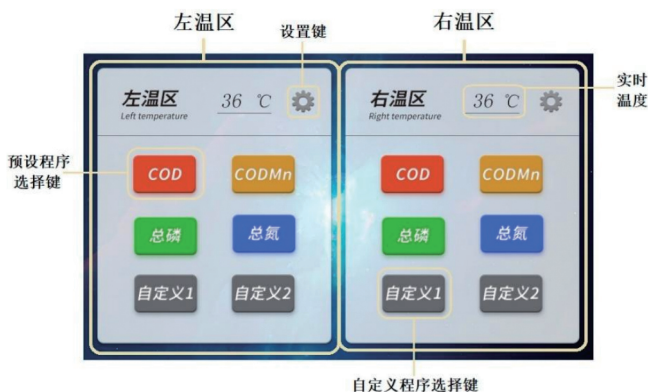 左温区
设置键
右温区
左温区
Left temperature
36 ℃
右温区
Right temperature
36 ℃
实时
温度
预设程序
选择键
COD
CODMn
COD
CODMn
总磷
总氮
总磷
总氮
自定义1
自定义2
自定义1
自定义2
自定义程序选择键